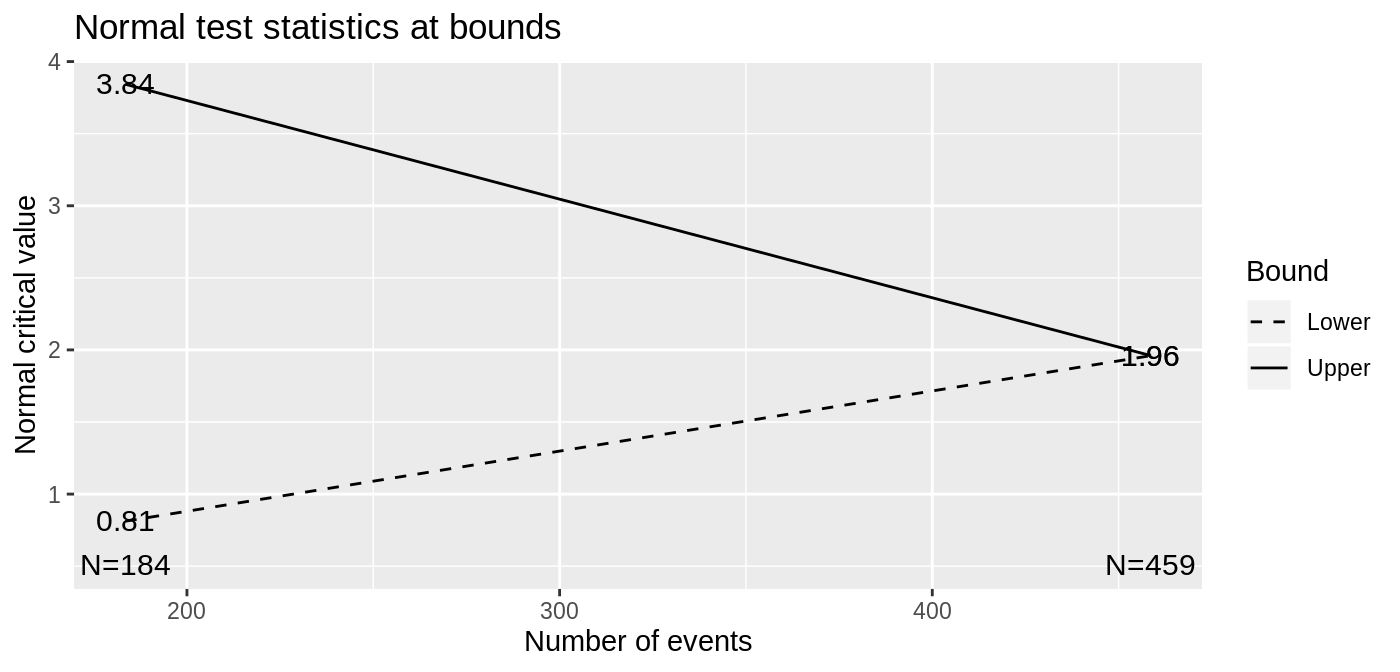 Normal test statistics at bounds
Normal critical value
4
3
2
1
3.84
1.96
0.81
N=184
N=459
200
300
400
Number of events
Bound
Lower
Upper